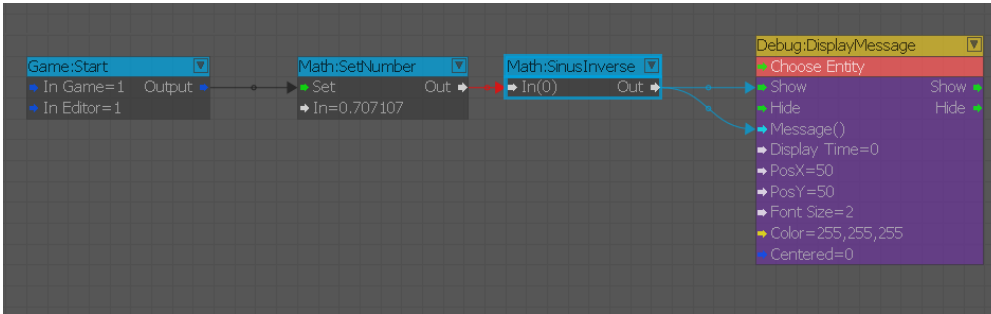 Game:Start
In Game=1 Output
In Editor=1
Math:SetNumber
Set Out
In=0.707107
Math:SinusInverse
In(0) Out
Debug:DisplayMessage
Choose Entity
Show Show
Hide Hide
Message()
Display Time=0
PosX=50
PosY=50
Font Size=2
Color=255,255,255
Centered=0